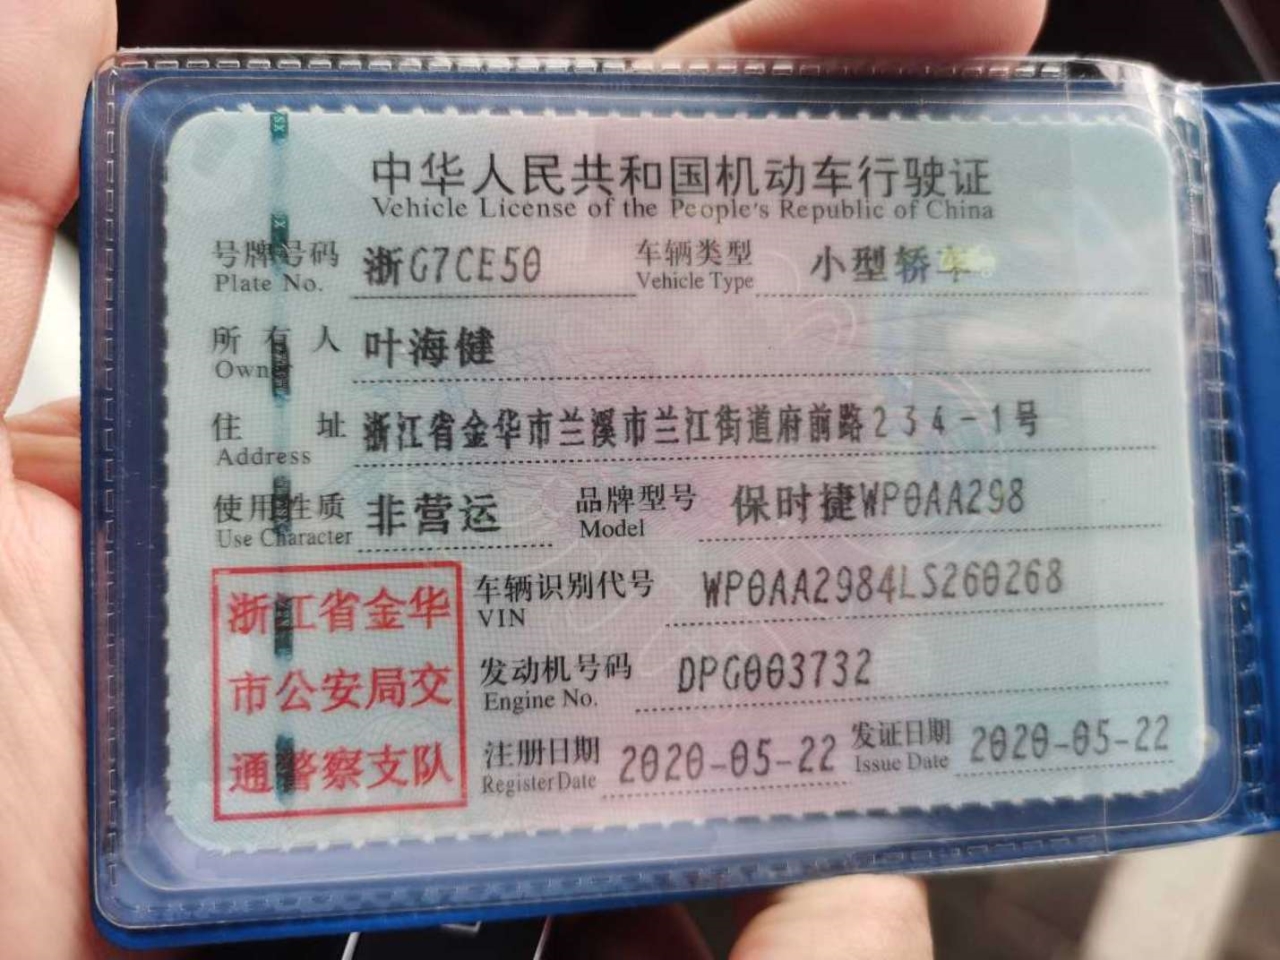 中华人民共和国机动车行驶证
Vehicle License of the People's Republic of China
号牌号码 浙G7CE50 车辆类型 小型轿车
Plate No. Vehicle Type
所有人 叶海健
Owner
住址 浙江省金华市兰溪市兰江街道府前路234-1号
Address
使用性质 非营运 品牌型号 保时捷WP0AA298
Use Character Model
浙江省金华
市公安局交
通警察支队
车辆识别代号 WP0AA2984LS260268
VIN
发动机号码 DPG003732
Engine No.
注册日期 2020-05-22 发证日期 2020-05-22
Register Date Issue Date